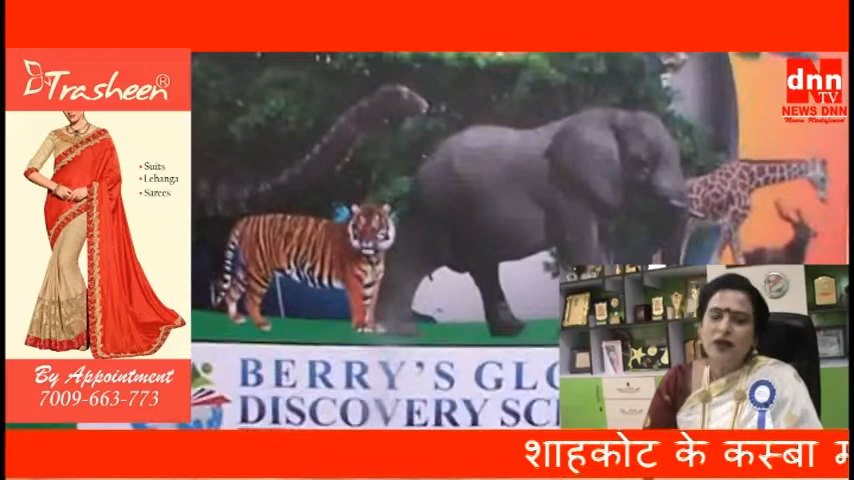 Trasheen®
• Suits
• Lehanga
• Sarees
By Appointment
7009-663-773
dnn
TV
NEWS DNN
BERRY'S GLO
DISCOVERY SC
शाहकोट के कस्बा म